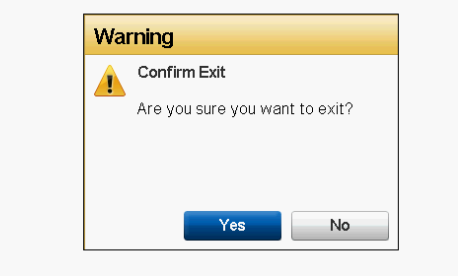 Warning
Confirm Exit
Are you sure you want to exit?
Yes No